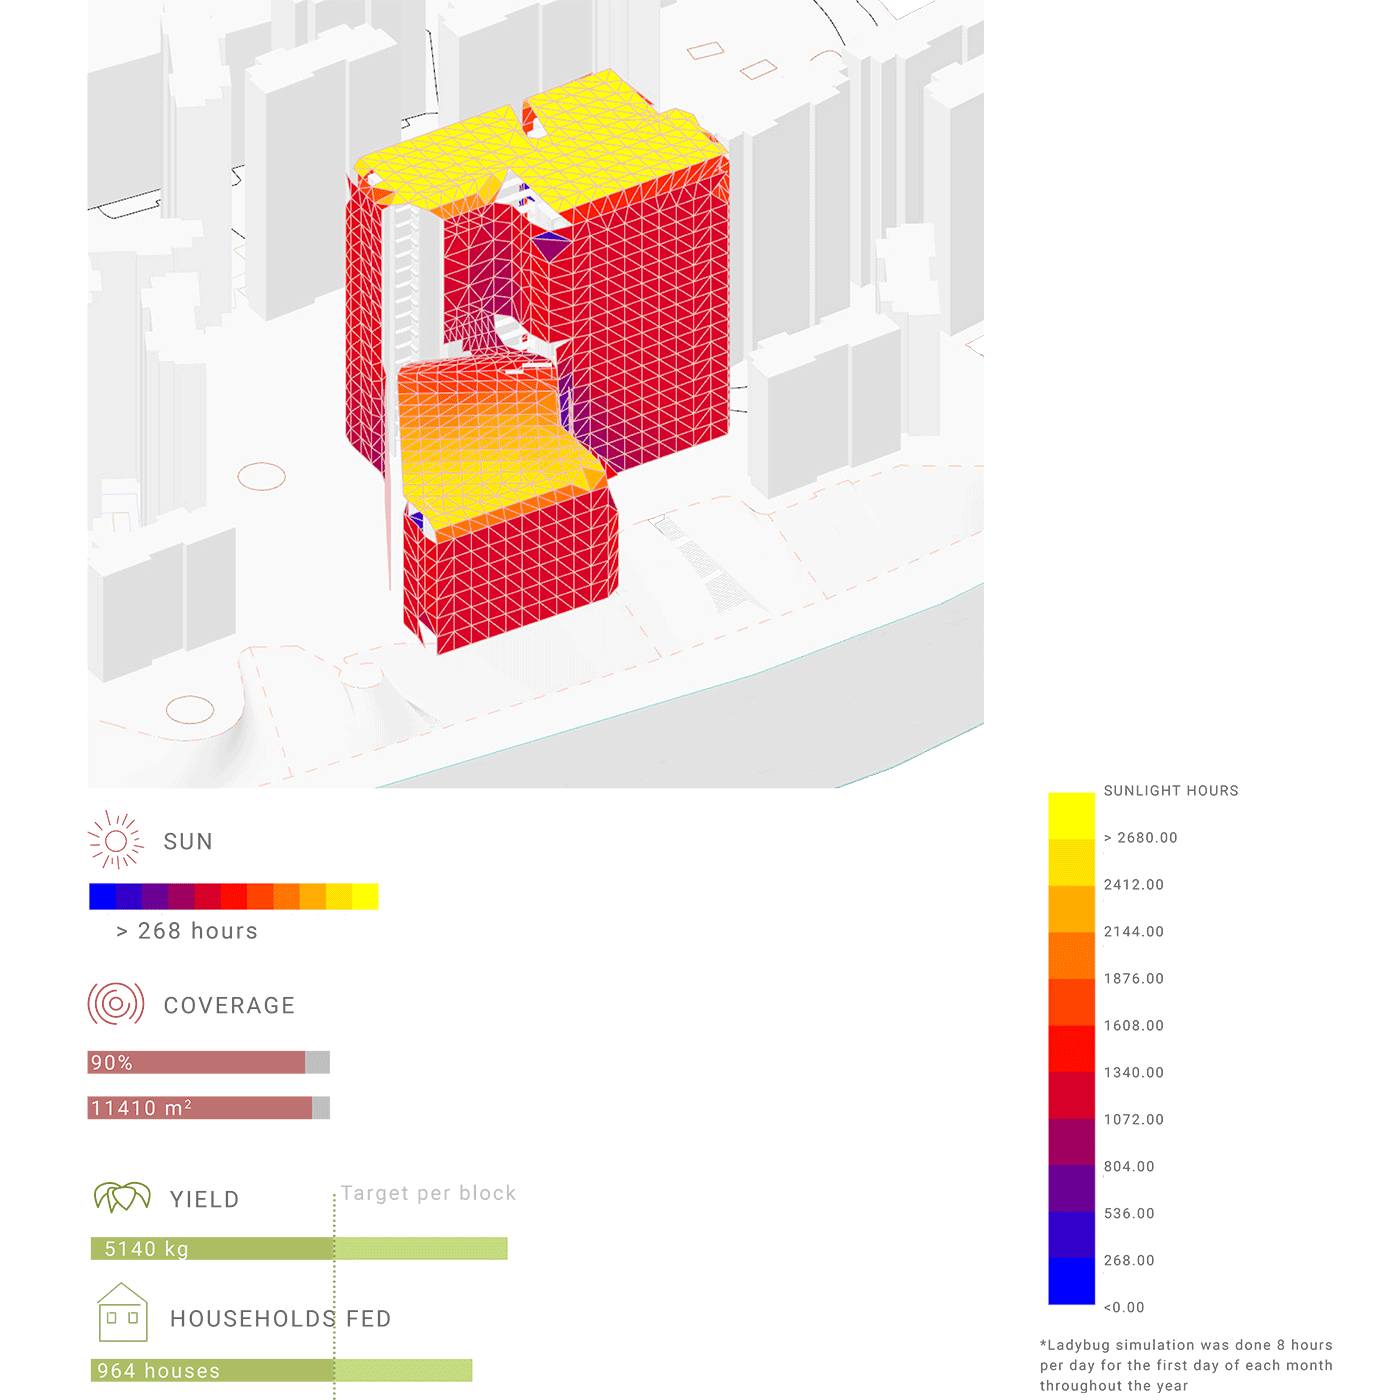 SUN
> 268 hours
COVERAGE
90%
11410 m²
YIELD
Target per block
5140 kg
HOUSEHOLDS FED
964 houses
SUNLIGHT HOURS
> 2680.00
2412.00
2144.00
1876.00
1608.00
1340.00
1072.00
804.00
536.00
268.00
<0.00
*Ladybug simulation was done 8 hours
per day for the first day of each month
throughout the year